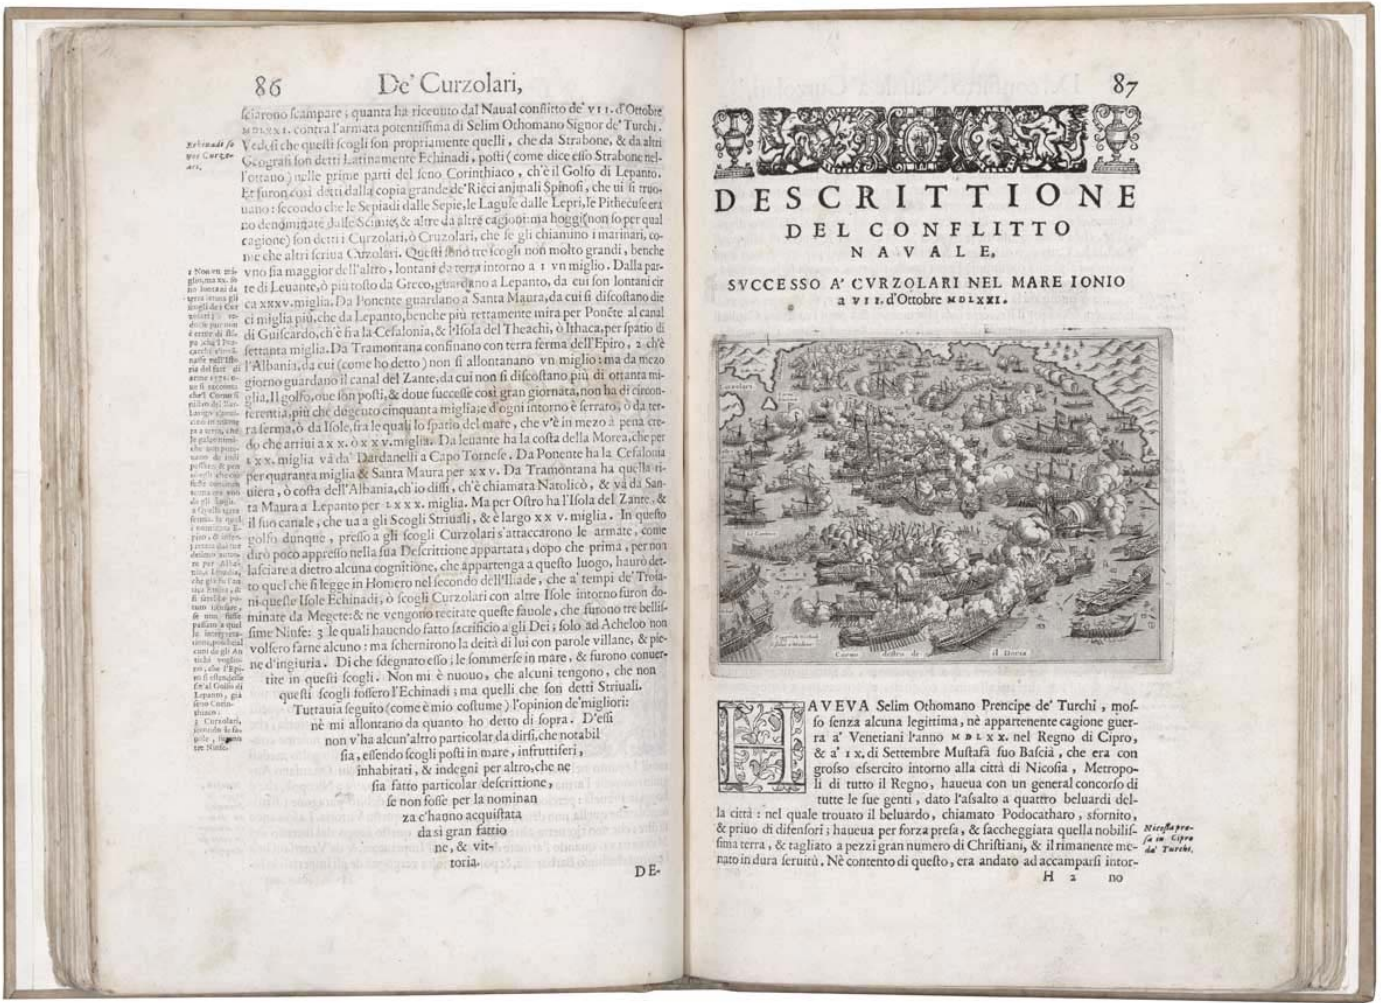 86 De' Curzolari,
sciarono scampare; quanta ha riceuuto dal Naual conflitto de' VII. d'Ottobre
MDLXXI. contra l'armata potentissima di Selim Othomano Signor de' Turchi.
Vedesi che questi scogli son propriamente quelli, che da Strabone, & da altri
Geografi son detti Latinamente Echinadi, posti (come dice esso Strabone nel-
l'ottauo) nelle prime parti del seno Corinthiaco, ch'è il Golfo di Lepanto.
Et furon così detti dalla copia grande de'Ricci animali Spinosi, che ui si truo-
uano: secondo che le Sepiadi dalle Sepie, le Laguse dalle Lepri, le Pithecuse era
no denominate dalle Scimie, & altre da altre cagioni: ma hoggi (non so per qual
cagione) son detti i Curzolari, ò Cruzolari, che se gli chiamino i marinari, co-
me che altri scriua Curzolari. Questi sono tre scogli non molto grandi, benche
vno sia maggior dell'altro, lontani da terra intorno a 1 vn miglio. Dalla par-
te di Leuante, ò più tosto da Greco, guardano a Lepanto, da cui son lontani cir
ca xxxv. miglia. Da Ponente guardano a Santa Maura, da cui si discostano die
ci miglia più, che da Lepanto, benche più rettamente mira per Ponẽte al canal
di Guiscardo, ch'è fra la Cefalonia, & l'Isola del Theachi, ò Ithaca, per spatio di
settanta miglia. Da Tramontana confinano con terra ferma dell'Epiro, 2 ch'è
l'Albania, da cui (come ho detto) non si allontanano vn miglio: ma da mezo
giorno guardano il canal del Zante, da cui non si discostano più di ottanta mi-
glia. Il golfo, oue son posti, & doue successe così gran giornata, non ha di circon-
ferentia, più che dugento cinquanta miglia: e d'ogni intorno è serrato, ò da ter-
ra ferma, ò da Isole, fra le quali lo spatio del mare, che v'è in mezo à pena cre-
do che arriui a xx. ò xxv. miglia. Da leuante ha la costa della Morea, che per
LXX. miglia và da' Dardanelli a Capo Tornese. Da Ponente ha la Cefalonia
per quaranta miglia & Santa Maura per xxv. Da Tramontana ha quella ri-
uiera, ò costa dell'Albania, ch'io dissi, ch'è chiamata Natolicò, & và da San-
ta Maura a Lepanto per LXXX. miglia. Ma per Ostro ha l'Isola del Zante, &
il suo canale, che ua a gli Scogli Striuali, & è largo xxv. miglia. In questo
golfo dunque, presso a gli scogli Curzolari s'attaccarono le armate, come
dirò poco appresso nella sua Descrittione appartata, dopo che prima, per non
lasciare a dietro alcuna cognitione, che appartenga a questo luogo, haurò det-
to quel che si legge in Homero nel secondo dell'Iliade, che a' tempi de' Troia-
ni queste Isole Echinadi, ò scogli Curzolari con altre Isole intorno furon do-
minate da Megete: & ne vengono recitate queste fauole, che furono tre bellis-
sime Ninfe: 3 le quali hauendo fatto sacrificio a gli Dei; solo ad Acheloo non
volsero farne alcuno: ma schernirono la deità di lui con parole villane, & pie-
ne d'ingiuria. Di che sdegnato esso; le sommerse in mare, & furono conuer-
tite in questi scogli. Non mi è nuouo, che alcuni tengono, che non
questi scogli fossero l'Echinadi; ma quelli che son detti Striuali.
Tuttauia seguito (come è mio costume) l'opinion de'migliori:
nè mi allontano da quanto ho detto di sopra. D'essi
non v'ha alcun'altro particolar da dirsi, che notabil
sia, essendo scogli posti in mare, infruttiferi,
inhabitati, & indegni per altro, che ne
sia fatto particolar descrittione,
se non fosse per la nominan
za c'hanno acquistata
da sì gran fattio
ne, & vit-
toria.
DE-
Echinadi so
no i Curzo-
lari.
87
DESCRITTIONE
DEL CONFLITTO
NAVALE,
SVCCESSO A' CVRZOLARI NEL MARE IONIO
a VII. d'Ottobre MDLXXI.
Curzolari
Corno destro di il Doria
HAVEVA Selim Othomano Prencipe de' Turchi, mos-
so senza alcuna legittima, nè appartenente cagione guer-
ra a' Venetiani l'anno MDLXX. nel Regno di Cipro,
& a' IX. di Settembre Mustafà suo Bascià, che era con
grosso essercito intorno alla città di Nicosia, Metropo-
li di tutto il Regno, haueua con un general concorso di
tutte le sue genti, dato l'assalto a quattro beluardi del-
la città: nel quale trouato il beluardo, chiamato Podocatharo, sfornito,
& priuo di difensori; haueua per forza presa, & saccheggiata quella nobilis-
sima terra, & tagliato a pezzi gran numero di Christiani, & il rimanente me-
nato in dura seruitù. Nè contento di questo, era andato ad accamparsi intor-
Nicosia pre-
sa in Cipro
da' Turchi.
H 2 no